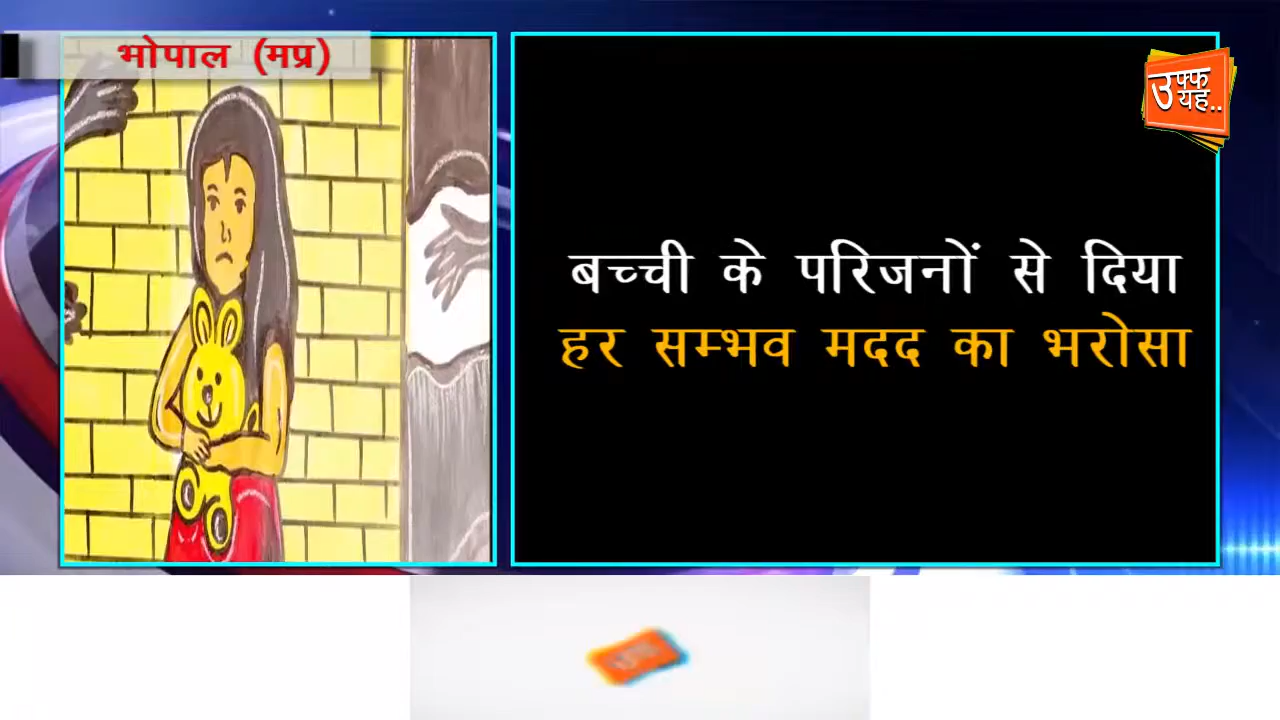 भोपाल (मप्र)
उफ्फ
यह..
बच्ची के परिजनों से दिया
हर सम्भव मदद का भरोसा